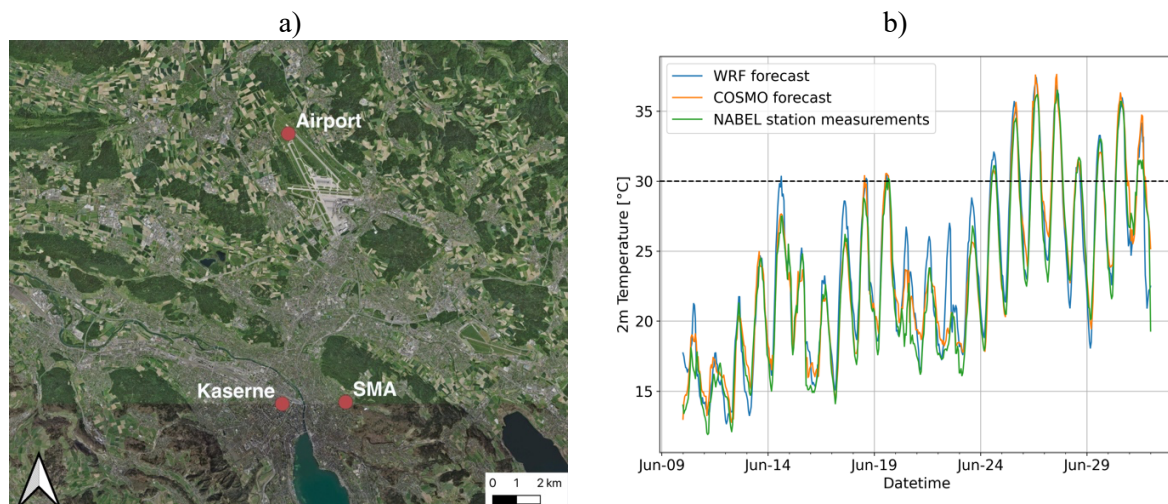 a)
Airport
Kaserne
SMA
0 1 2 km
b)
WRF forecast
COSMO forecast
NABEL station measurements
2m Temperature [°C]
35
30
25
20
15
Jun-09 Jun-14 Jun-19 Jun-24 Jun-29
Datetime